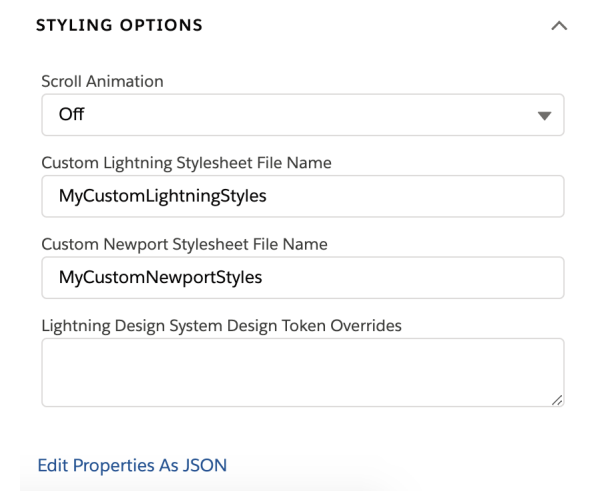 STYLING OPTIONS
Scroll Animation
Off
Custom Lightning Stylesheet File Name
MyCustomLightningStyles
Custom Newport Stylesheet File Name
MyCustomNewportStyles
Lightning Design System Design Token Overrides
Edit Properties As JSON